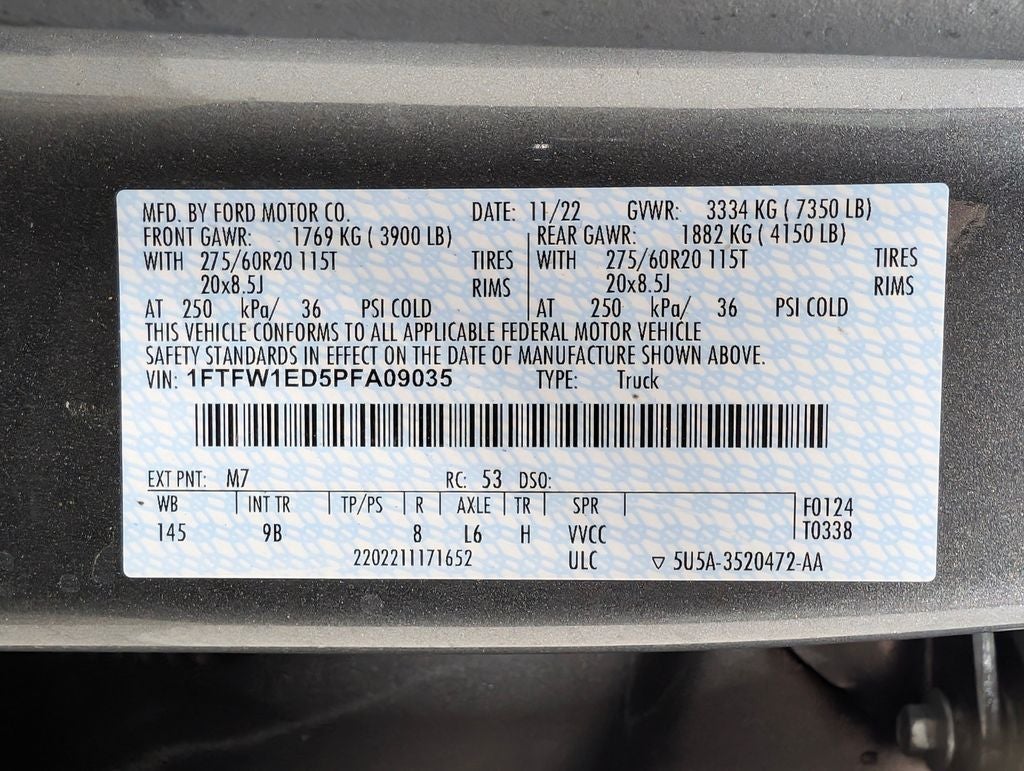 MFD. BY FORD MOTOR CO. DATE: 11/22 GVWR: 3334 KG ( 7350 LB)
FRONT GAWR: 1769 KG ( 3900 LB) REAR GAWR: 1882 KG ( 4150 LB)
WITH 275/60R20 115T TIRES WITH 275/60R20 115T TIRES
20x8.5J RIMS 20x8.5J RIMS
AT 250 kPa/ 36 PSI COLD AT 250 kPa/ 36 PSI COLD
THIS VEHICLE CONFORMS TO ALL APPLICABLE FEDERAL MOTOR VEHICLE
SAFETY STANDARDS IN EFFECT ON THE DATE OF MANUFACTURE SHOWN ABOVE.
VIN: 1FTFW1ED5PFA09035 TYPE: Truck
EXT PNT: M7 RC: 53 DSO:
WB INT TR TP/PS R AXLE TR SPR F0124
145 9B 8 L6 H VVCC T0338
2202211171652 ULC ▽ 5U5A-3520472-AA